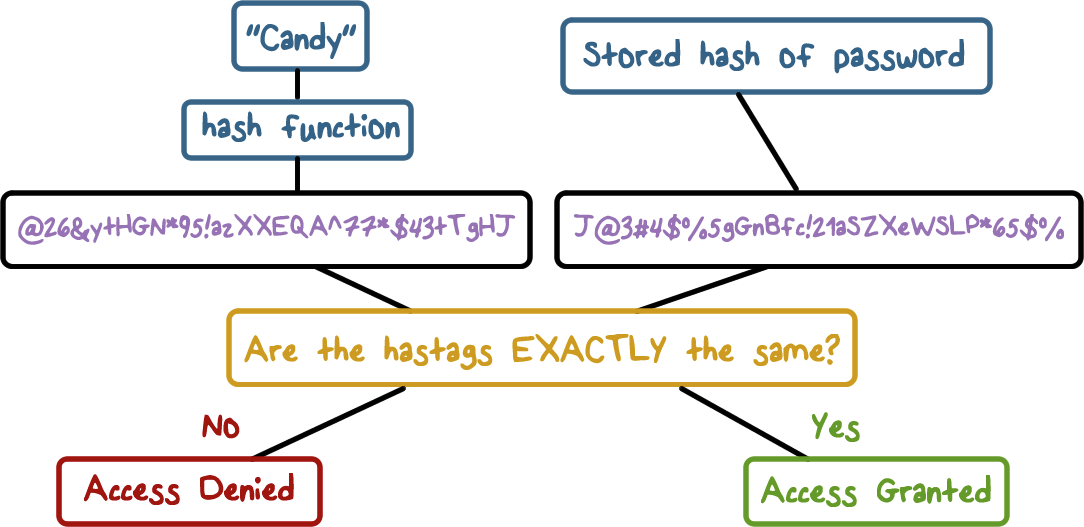 "Candy"
Stored hash of password
hash function
@26&ytHGN*95!azXXEQA^77*$43tTgHJ
J@3#4$%5gGnBfc!21aSZXeWSLP*65$%
Are the hastags EXACTLY the same?
No
Yes
Access Denied
Access Granted